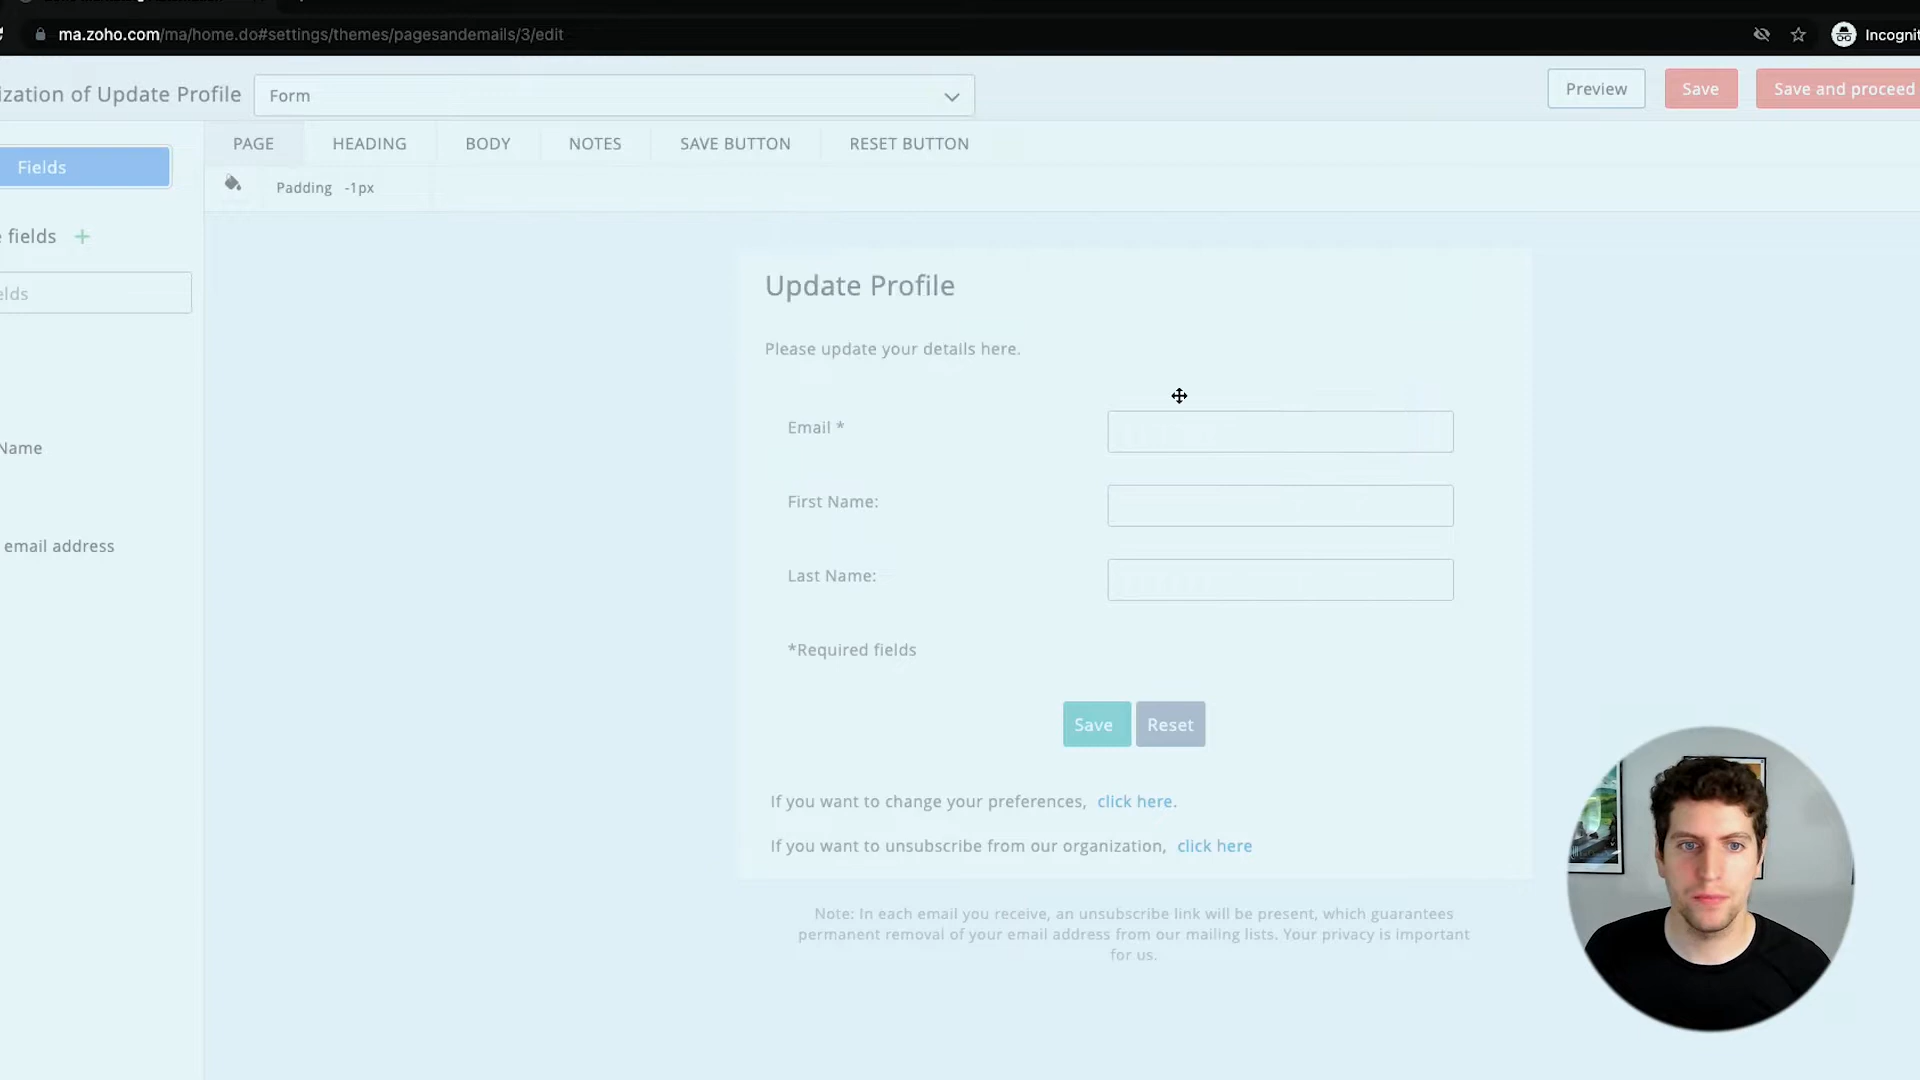 ma.zoho.com/ma/home.do#settings/themes/pagesandemails/3/edit
Incognit
ization of Update Profile
Form
Preview
Save
Save and proceed
Fields
PAGE
HEADING
BODY
NOTES
SAVE BUTTON
RESET BUTTON
Padding -1px
fields +
elds
Name
email address
Update Profile
Please update your details here.
Email *
First Name:
Last Name:
*Required fields
Save
Reset
If you want to change your preferences, click here.
If you want to unsubscribe from our organization, click here
Note: In each email you receive, an unsubscribe link will be present, which guarantees
permanent removal of your email address from our mailing lists. Your privacy is important
for us.